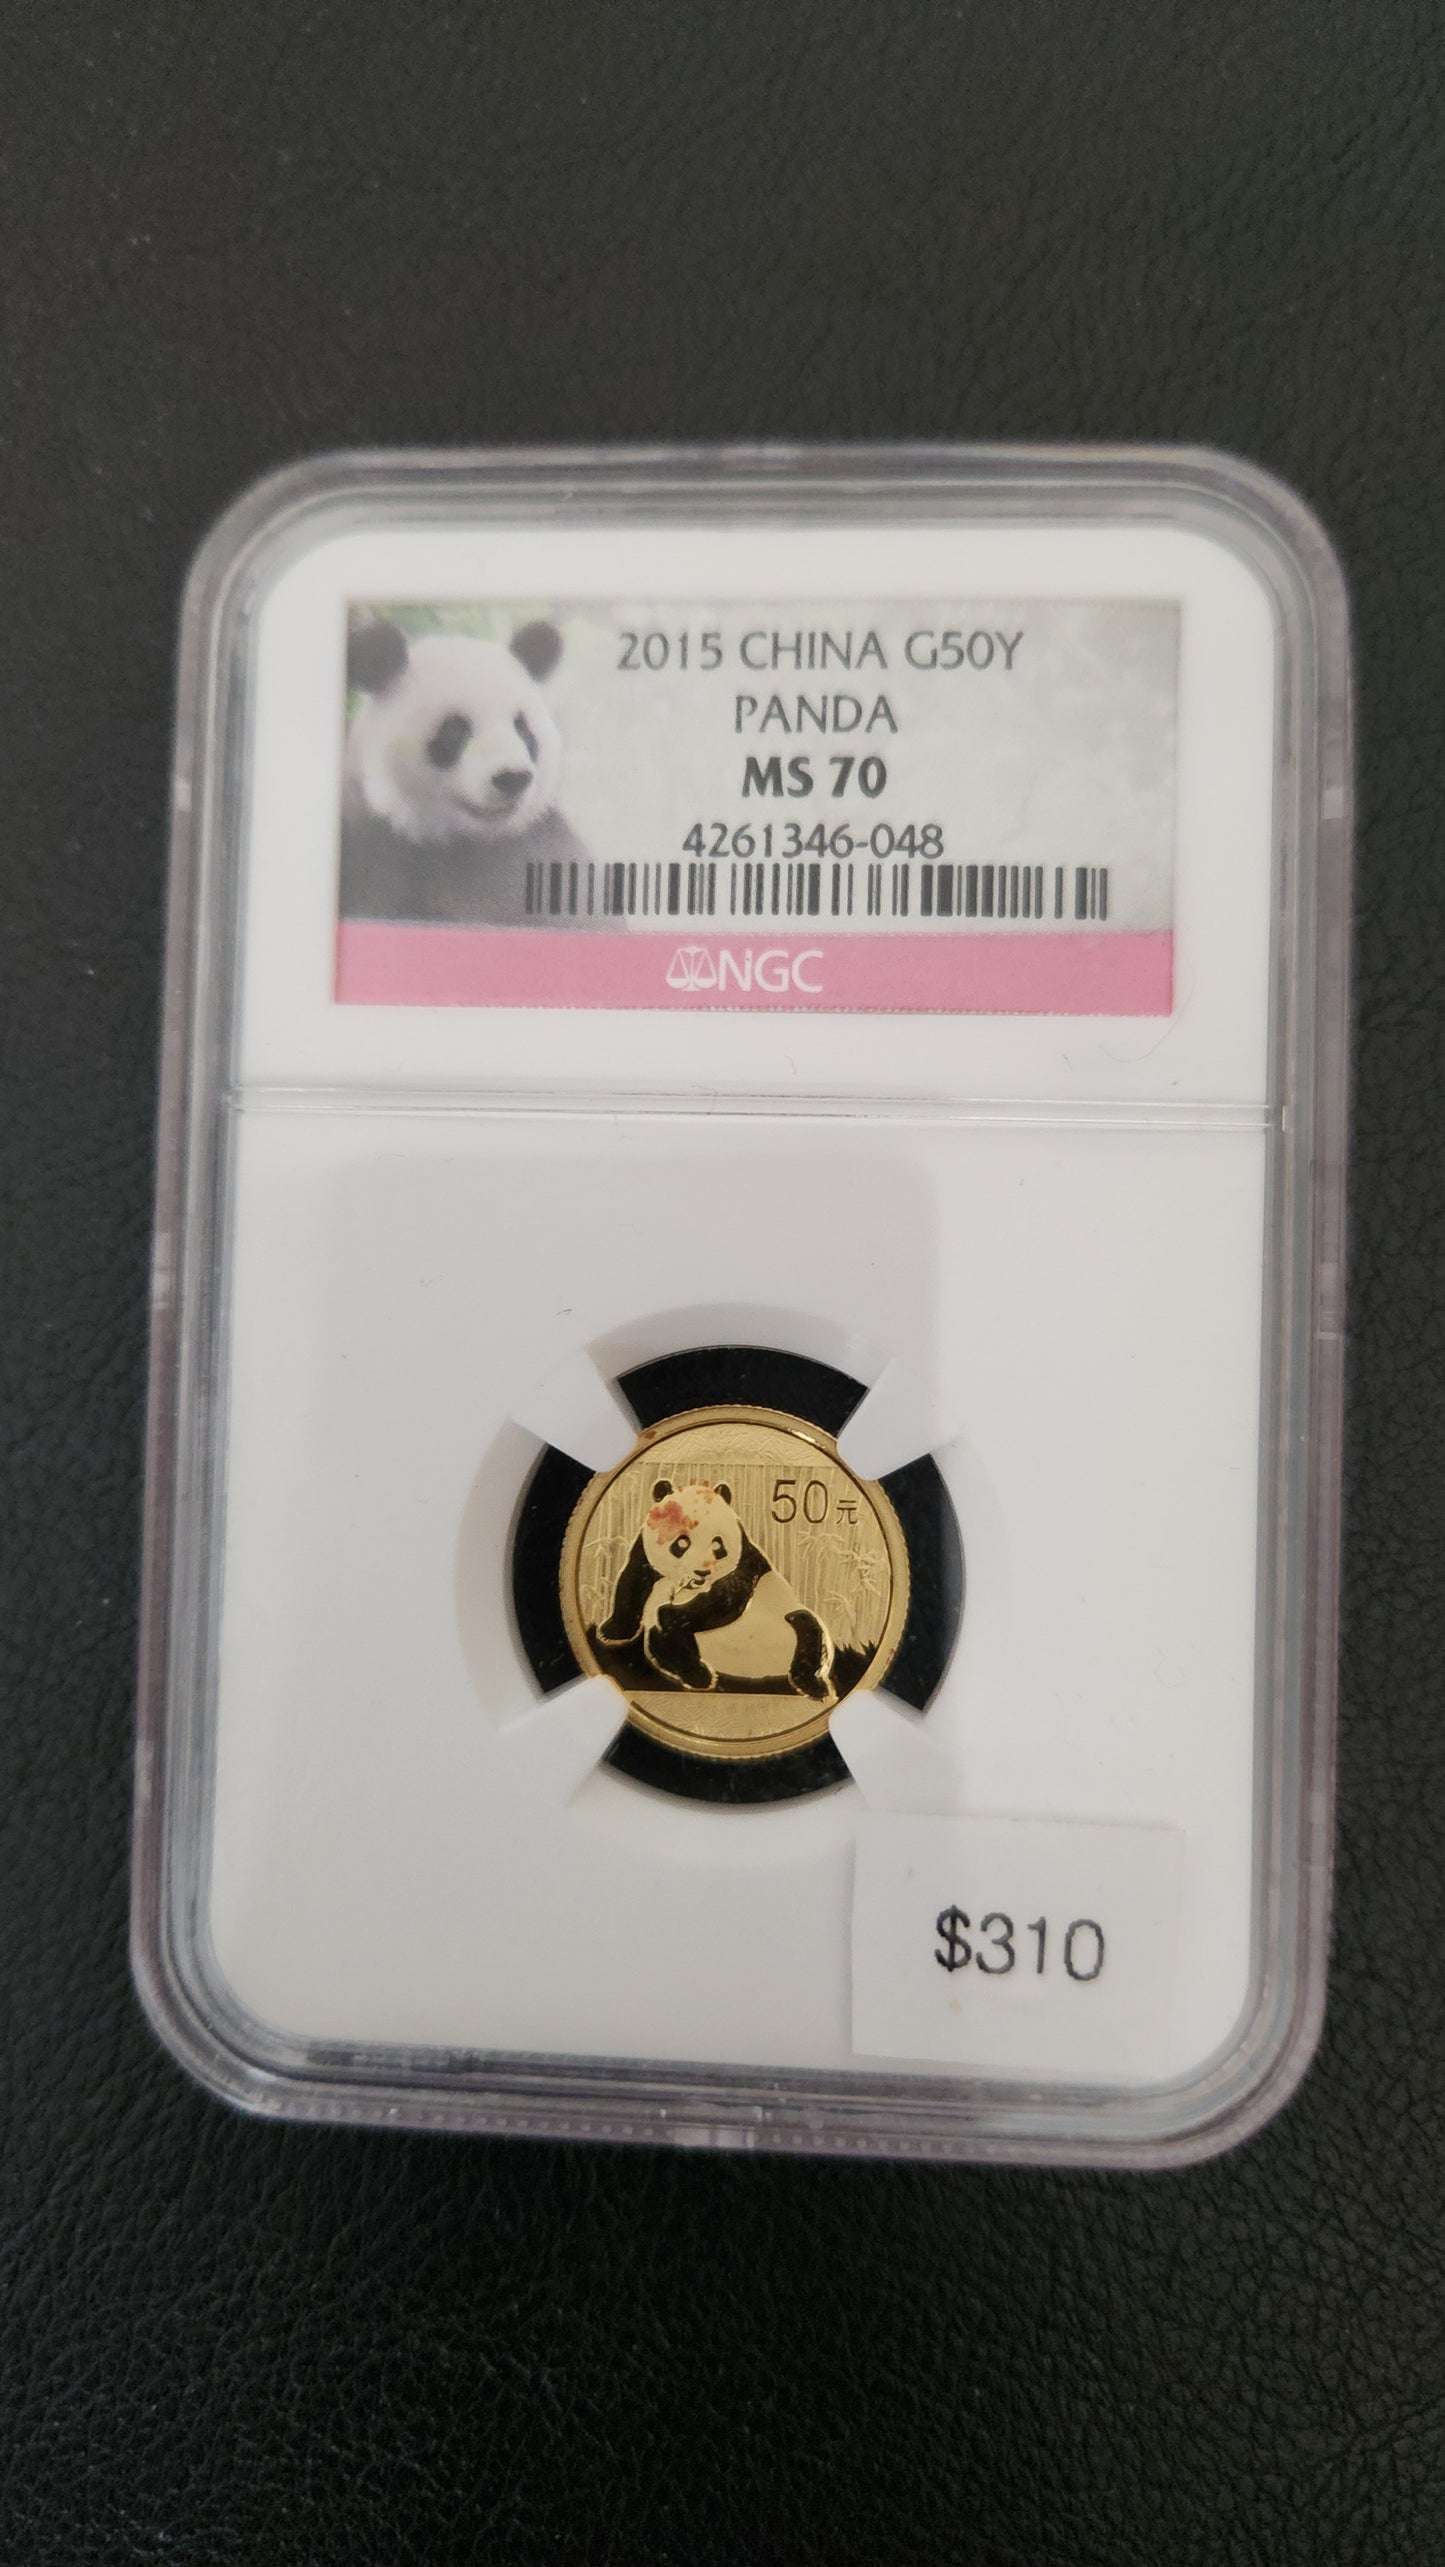 2015 CHINA G50Y
PANDA
MS 70
4261346-048
NGC
50元
$310